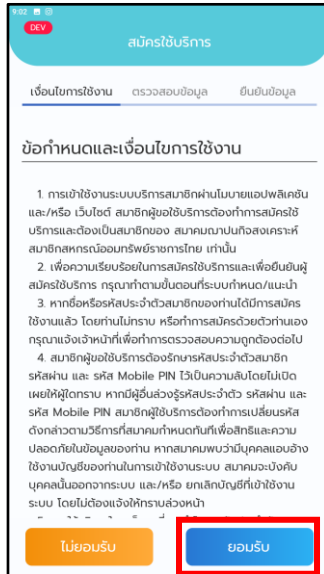 9:02
DEV
สมัครใช้บริการ
เงื่อนไขการใช้งาน ตรวจสอบข้อมูล ยืนยันข้อมูล
ข้อกำหนดและเงื่อนไขการใช้งาน
1. การเข้าใช้งานระบบบริการสมาชิกผ่านโมบายแอปพลิเคชัน
และ/หรือ เว็บไซต์ สมาชิกผู้ขอใช้บริการต้องทำการสมัครใช้
บริการและต้องเป็นสมาชิกของ สมาคมฌาปนกิจสงเคราะห์
สมาชิกสหกรณ์ออมทรัพย์ราชการไทย เท่านั้น
2. เพื่อความเรียบร้อยในการสมัครใช้บริการและเพื่อยืนยันผู้
สมัครใช้บริการ กรุณาทำตามขั้นตอนที่ระบบกำหนด/แนะนำ
3. หากชื่อหรือรหัสประจำตัวสมาชิกของท่านได้มีการสมัคร
ใช้งานแล้ว โดยท่านไม่ทราบ หรือทำการสมัครด้วยตัวท่านเอง
กรุณาแจ้งเจ้าหน้าที่เพื่อทำการตรวจสอบความถูกต้องต่อไป
4. สมาชิกผู้ขอใช้บริการต้องรักษารหัสประจำตัวสมาชิก
รหัสผ่าน และ รหัส Mobile PIN ไว้เป็นความลับโดยไม่เปิด
เผยให้ผู้ใดทราบ หากมีผู้อื่นล่วงรู้รหัสประจำตัว รหัสผ่าน และ
รหัส Mobile PIN สมาชิกผู้ใช้บริการต้องทำการเปลี่ยนรหัส
ดังกล่าวตามวิธีการที่สมาคมกำหนดทันทีเพื่อสิทธิและความ
ปลอดภัยในข้อมูลของท่าน หากสมาคมพบว่ามีบุคคลแอบอ้าง
ใช้งานบัญชีของท่านในการเข้าใช้งานระบบ สมาคมจะบังคับ
บุคคลนั้นออกจากระบบ และ/หรือ ยกเลิกบัญชีที่เข้าใช้งาน
ระบบ โดยไม่ต้องแจ้งให้ทราบล่วงหน้า
ไม่ยอมรับ ยอมรับ